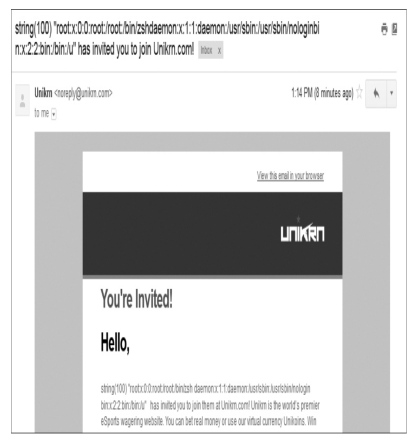 string(100) "root:x:0:0:root:/root:/bin/zshdaemon:x:1:1:daemon:/usr/sbin:/usr/sbin/nologinbi
n:x:2:2:bin:/bin:/u" has invited you to join Unikrn.com! Inbox x
Unikrn <noreply@unikrn.com>
1:14 PM (8 minutes ago)
to me
View this email in your browser
unikrn
You're Invited!
Hello,
string(100) "root:x:0:0:root:/root:/bin/zsh daemon:x:1:1:daemon:/usr/sbin:/usr/sbin/nologin
bin:x:2:2:bin:/bin:/u" has invited you to join them at Unikrn.com! Unikrn is the world's premier
eSports wagering website. You can bet real money or use our virtual currency Unikoins. Win